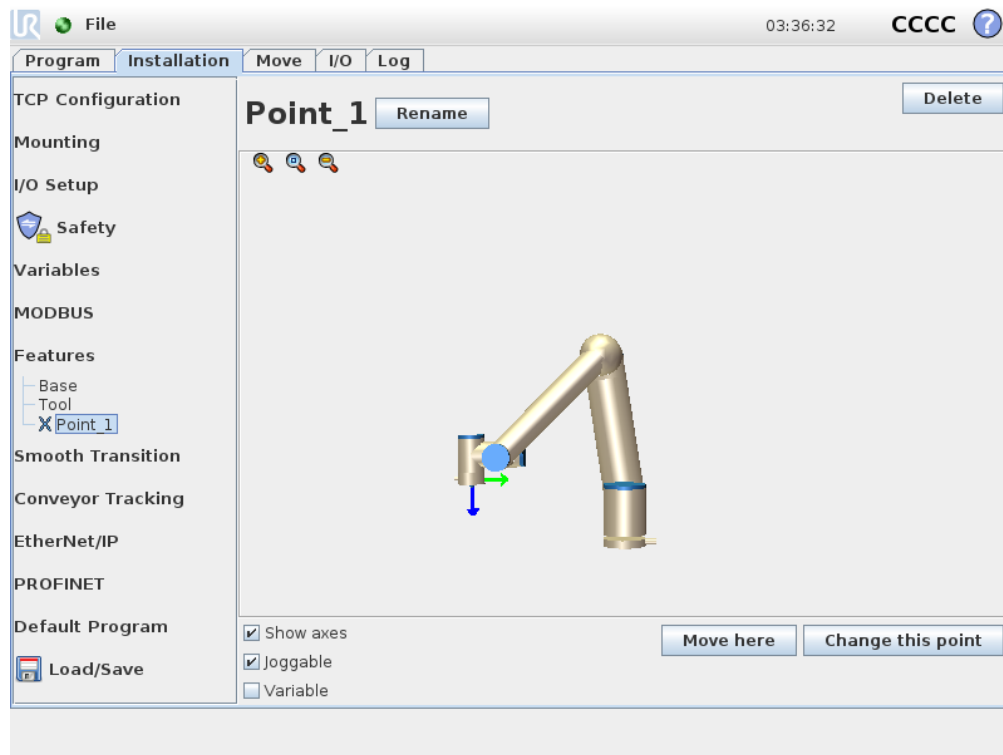 UR File 03:36:32 CCCC ?
Program Installation Move I/O Log
TCP Configuration
Mounting
I/O Setup
Safety
Variables
MODBUS
Features
Base
Tool
Point_1
Smooth Transition
Conveyor Tracking
EtherNet/IP
PROFINET
Default Program
Load/Save
Point_1 Rename Delete
Show axes
Joggable
Variable
Move here Change this point